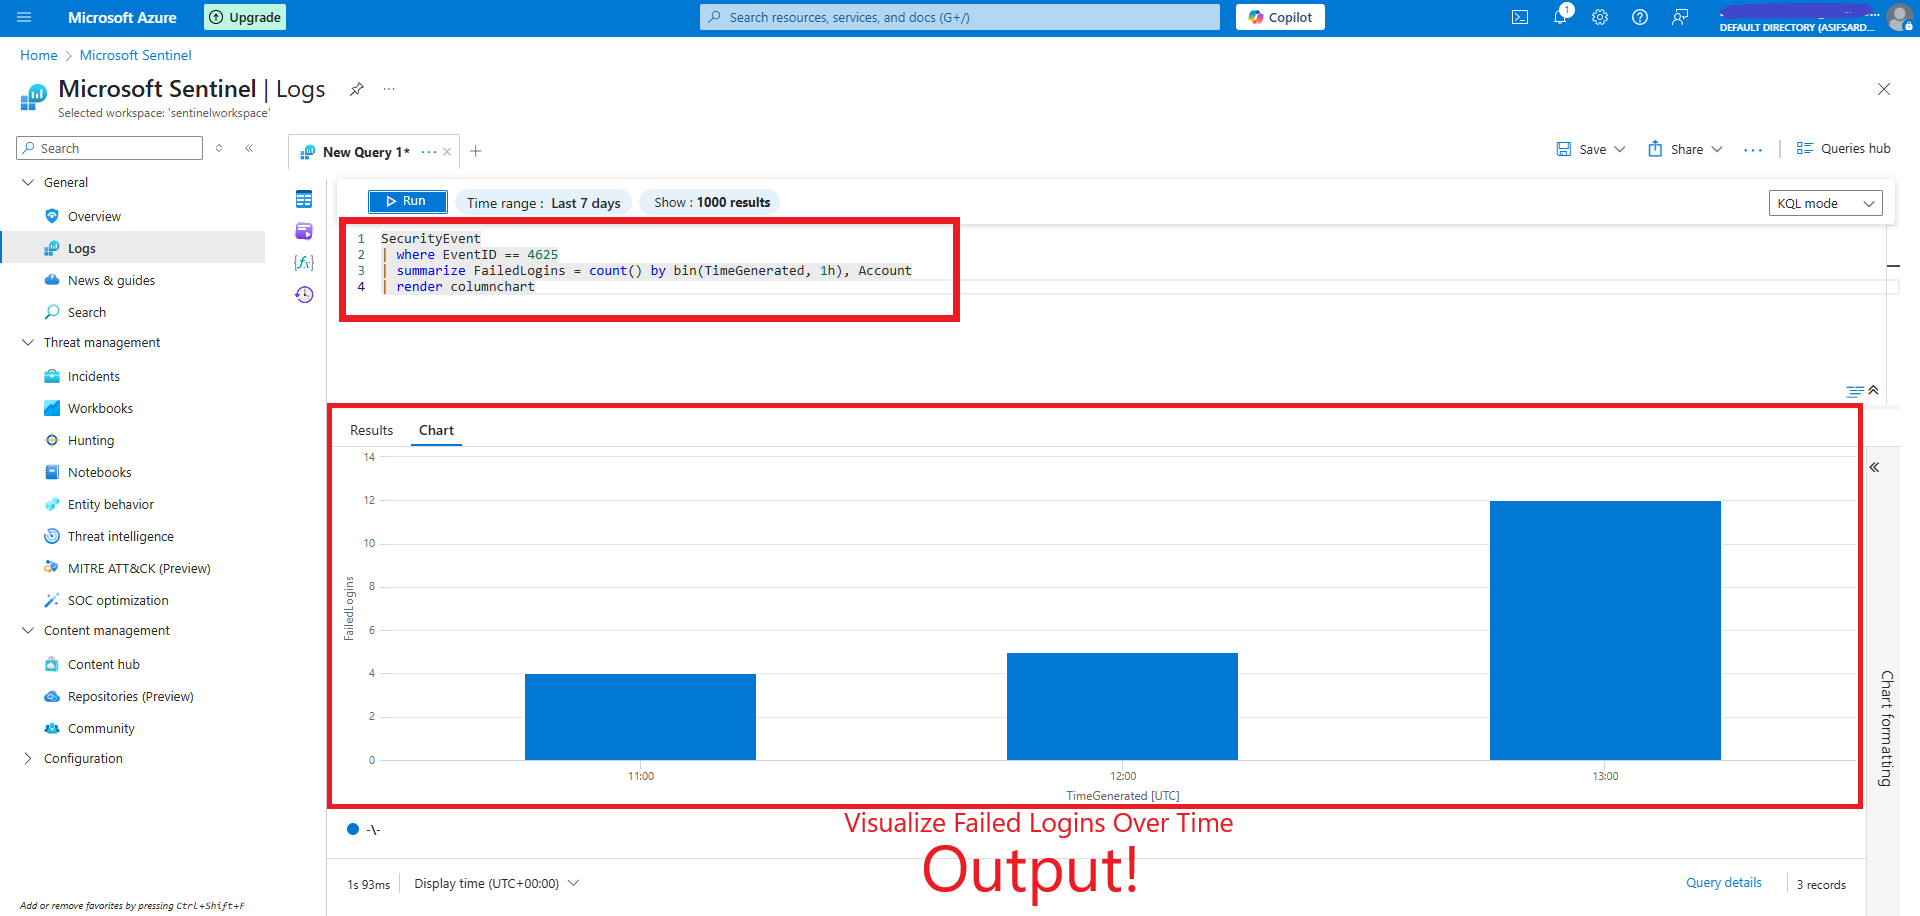 Microsoft Azure
Upgrade
Search resources, services, and docs (G+/)
Copilot
1
DEFAULT DIRECTORY (ASIFSARD...
Home > Microsoft Sentinel
Microsoft Sentinel | Logs
Selected workspace: 'sentinelworkspace'
Search
General
Overview
Logs
News & guides
Search
Threat management
Incidents
Workbooks
Hunting
Notebooks
Entity behavior
Threat intelligence
MITRE ATT&CK (Preview)
SOC optimization
Content management
Content hub
Repositories (Preview)
Community
Configuration
Add or remove favorites by pressing Ctrl+Shift+F
New Query 1*
Save
Share
Queries hub
Run
Time range : Last 7 days
Show : 1000 results
KQL mode
1 SecurityEvent
2 | where EventID == 4625
3 | summarize FailedLogins = count() by bin(TimeGenerated, 1h), Account
4 | render columnchart
Results
Chart
14
12
10
8
6
4
2
0
FailedLogins
11:00
12:00
13:00
TimeGenerated [UTC]
Chart formatting
-\-
Visualize Failed Logins Over Time
Output!
1s 93ms
Display time (UTC+00:00)
Query details
3 records